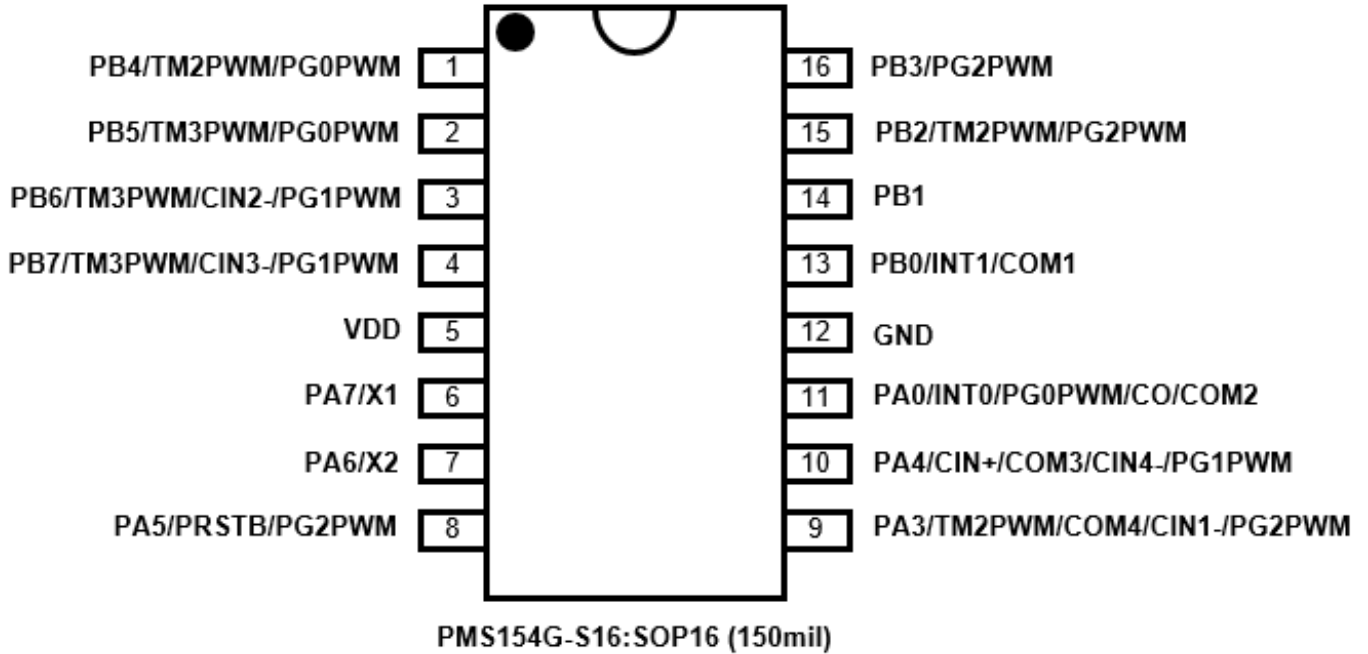 PB4/TM2PWM/PG0PWM 1 16 PB3/PG2PWM
PB5/TM3PWM/PG0PWM 2 15 PB2/TM2PWM/PG2PWM
PB6/TM3PWM/CIN2-/PG1PWM 3 14 PB1
PB7/TM3PWM/CIN3-/PG1PWM 4 13 PB0/INT1/COM1
VDD 5 12 GND
PA7/X1 6 11 PA0/INT0/PG0PWM/CO/COM2
PA6/X2 7 10 PA4/CIN+/COM3/CIN4-/PG1PWM
PA5/PRSTB/PG2PWM 8 9 PA3/TM2PWM/COM4/CIN1-/PG2PWM
PMS154G-S16:SOP16 (150mil)